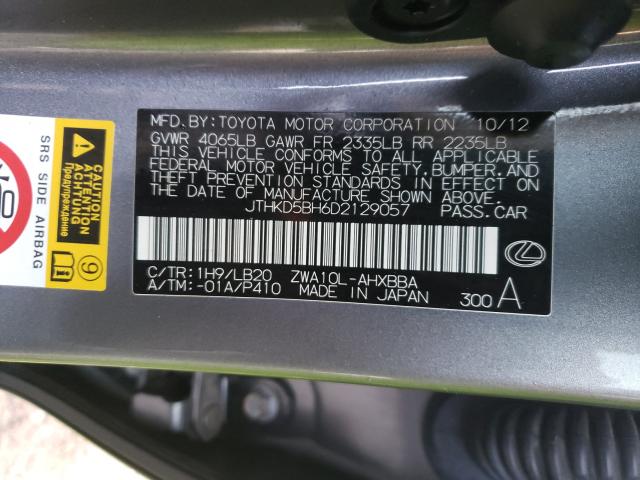 MFD. BY: TOYOTA MOTOR CORPORATION 10/12
GVWR 4065LB GAWR FR 2335LB RR 2235LB
THIS VEHICLE CONFORMS TO ALL APPLICABLE
FEDERAL MOTOR VEHICLE SAFETY, BUMPER, AND
THEFT PREVENTION STANDARDS IN EFFECT ON
THE DATE OF MANUFACTURE SHOWN ABOVE.
JTHKD5BH6D2129057 PASS. CAR
C/TR: 1H9/LB20 ZWA10L-AHXBBA
A/TM: -01A/P410 MADE IN JAPAN 300 A
CAUTION
ATTENTION
ACHTUNG
Предупреждение
SRS SIDE AIRBAG
9